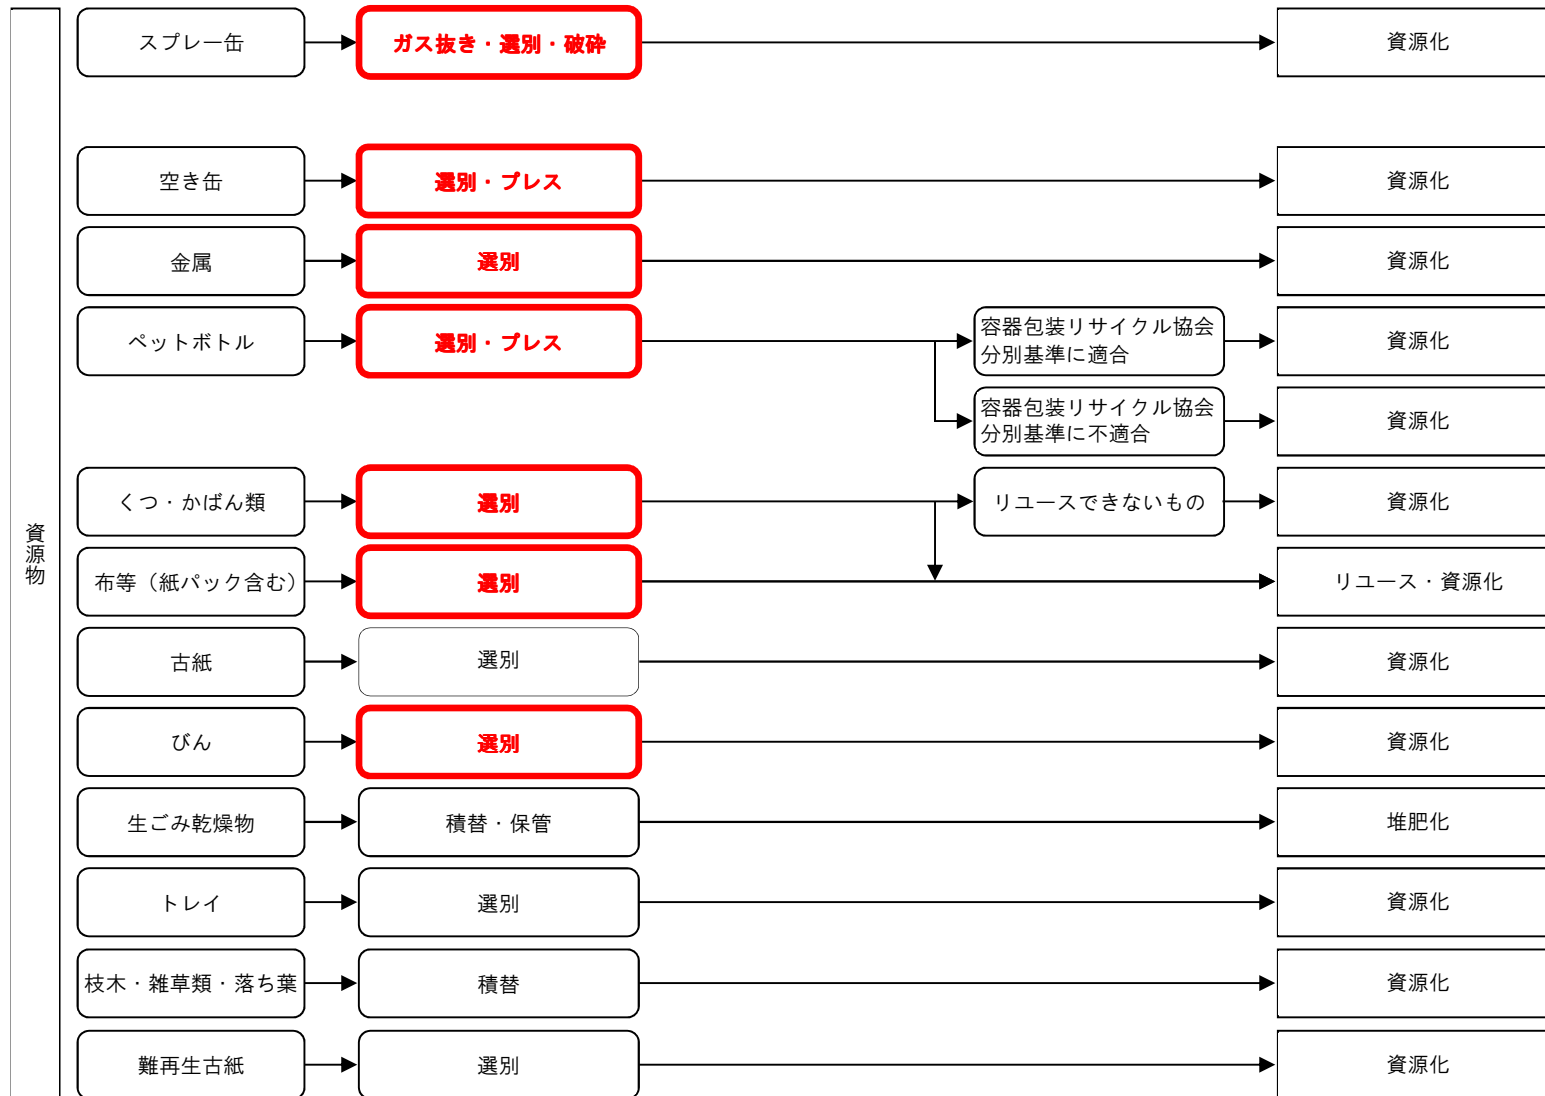 資源物
スプレー缶
ガス抜き・選別・破砕
資源化
空き缶
選別・プレス
資源化
金属
選別
資源化
ペットボトル
選別・プレス
容器包装リサイクル協会
分別基準に適合
資源化
容器包装リサイクル協会
分別基準に不適合
資源化
くつ・かばん類
選別
リユースできないもの
資源化
布等（紙パック含む）
選別
リユース・資源化
古紙
選別
資源化
びん
選別
資源化
生ごみ乾燥物
積替・保管
堆肥化
トレイ
選別
資源化
枝木・雑草類・落ち葉
積替
資源化
難再生古紙
選別
資源化